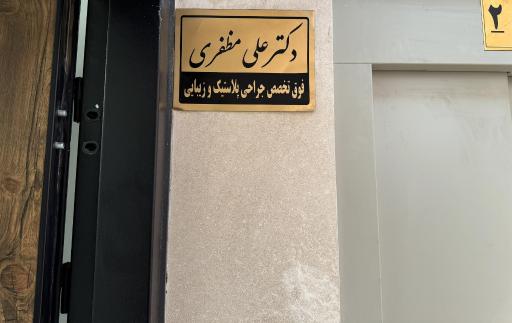 دکتر علی مظفری
فوق تخصص جراحی پلاستیک و زیبایی
۲